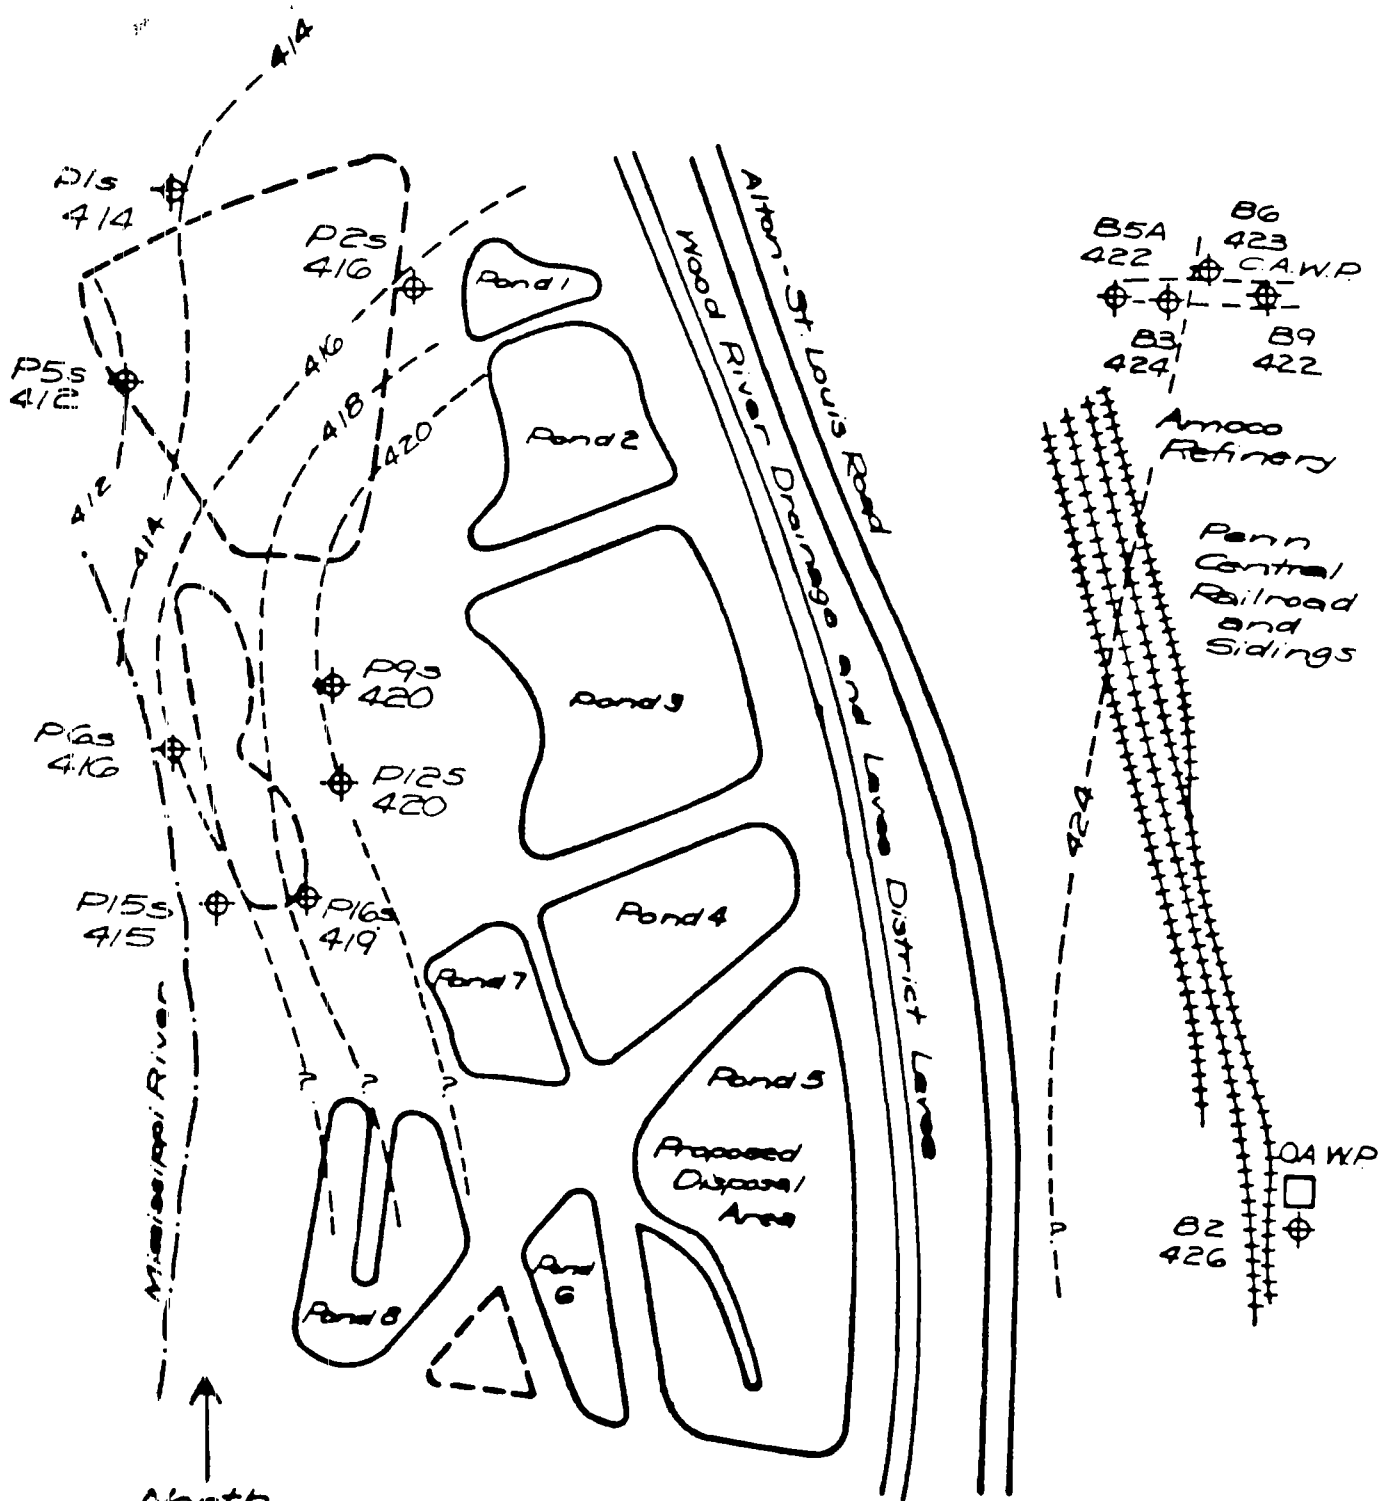 414
P1s
414
P2s
416
Pond 1
Wood River Drainage and Levee District Levee
Alton-St. Louis Road
B5A
422
B6
423
C.A.W.P
B3
424
B9
422
P5s
412
416
418
420
Pond 2
Amoco
Refinery
412
414
Penn
Central
Railroad
and
Sidings
P9s
420
Pond 3
P6s
416
P12s
420
424
P15s
415
P16s
419
Pond 4
Pond 7
Mississippi River
? ? ?
Pond 5
Proposed
Disposal
Area
OAWP
B2
426
?
Pond
6
Pond 8
North